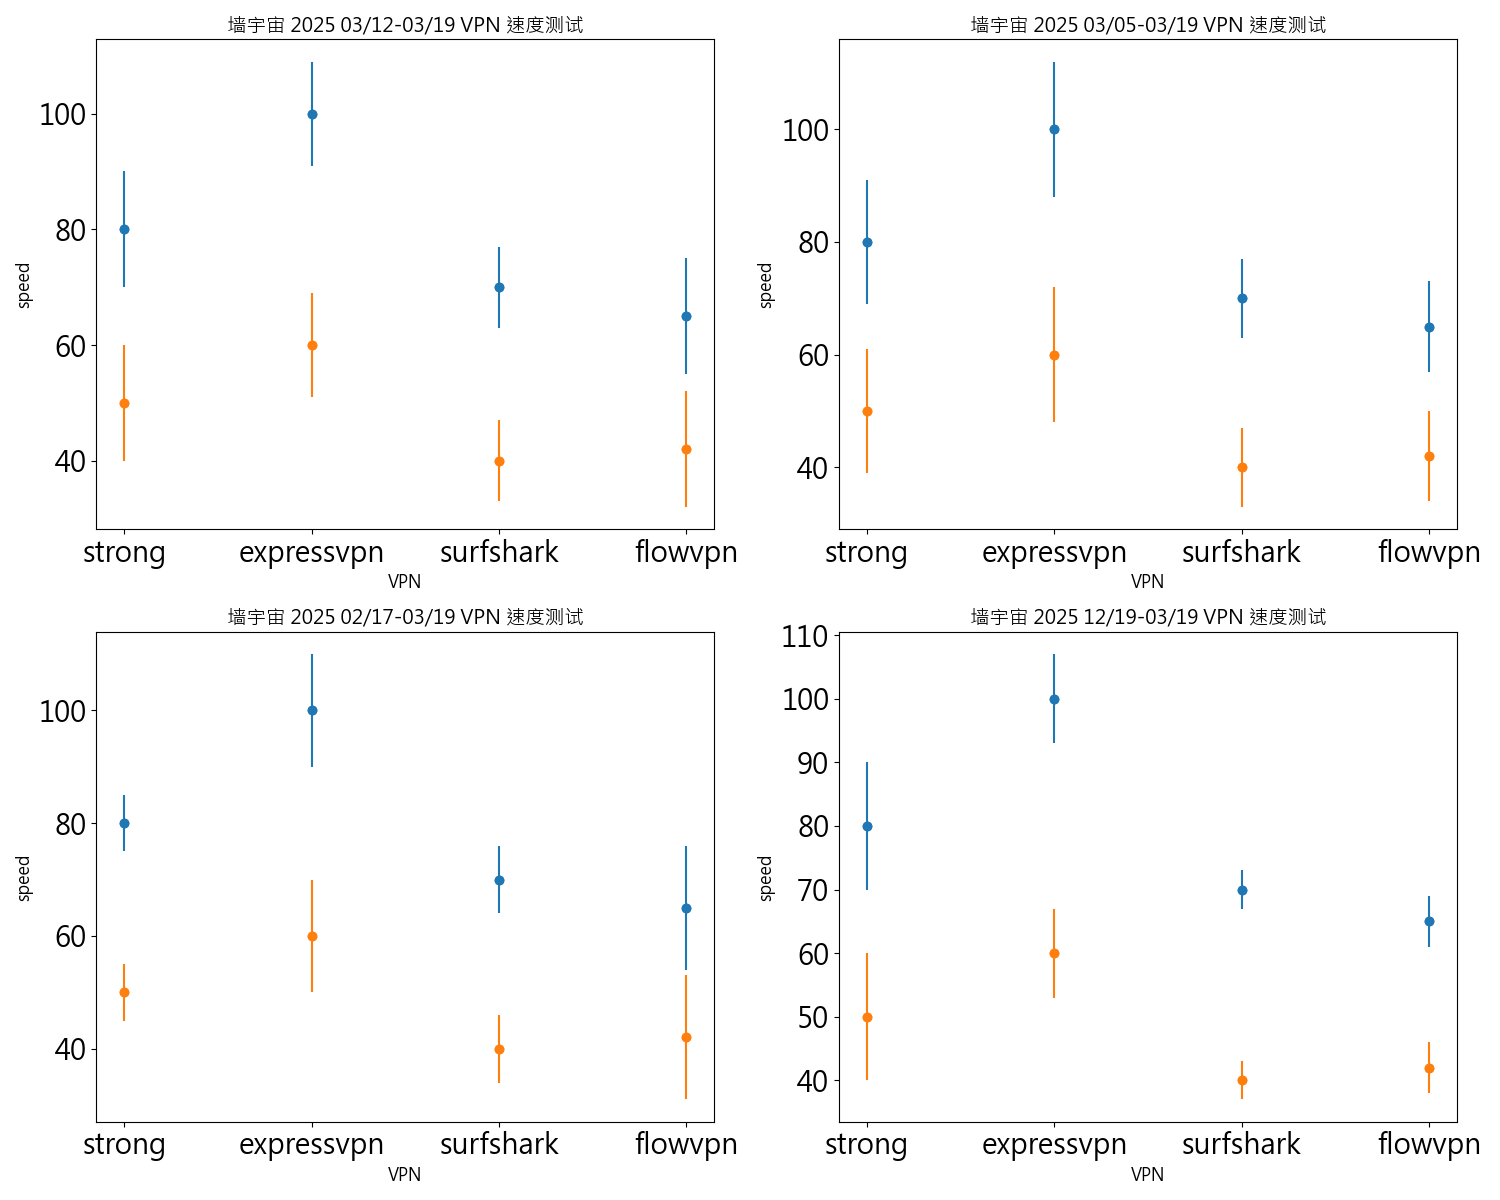 墙宇宙 2025 03/12-03/19 VPN 速度测试
100
80
60
40
speed
strong expressvpn surfshark flowvpn
VPN
墙宇宙 2025 03/05-03/19 VPN 速度测试
100
80
60
40
speed
strong expressvpn surfshark flowvpn
VPN
墙宇宙 2025 02/17-03/19 VPN 速度测试
100
80
60
40
speed
strong expressvpn surfshark flowvpn
VPN
墙宇宙 2025 12/19-03/19 VPN 速度测试
110
100
90
80
70
60
50
40
speed
strong expressvpn surfshark flowvpn
VPN